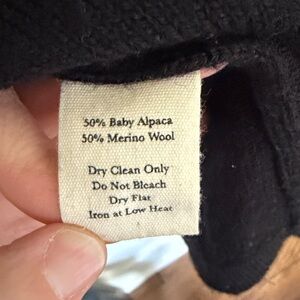 50% Baby Alpaca
50% Merino Wool
Dry Clean Only
Do Not Bleach
Dry Flat
Iron at Low Heat